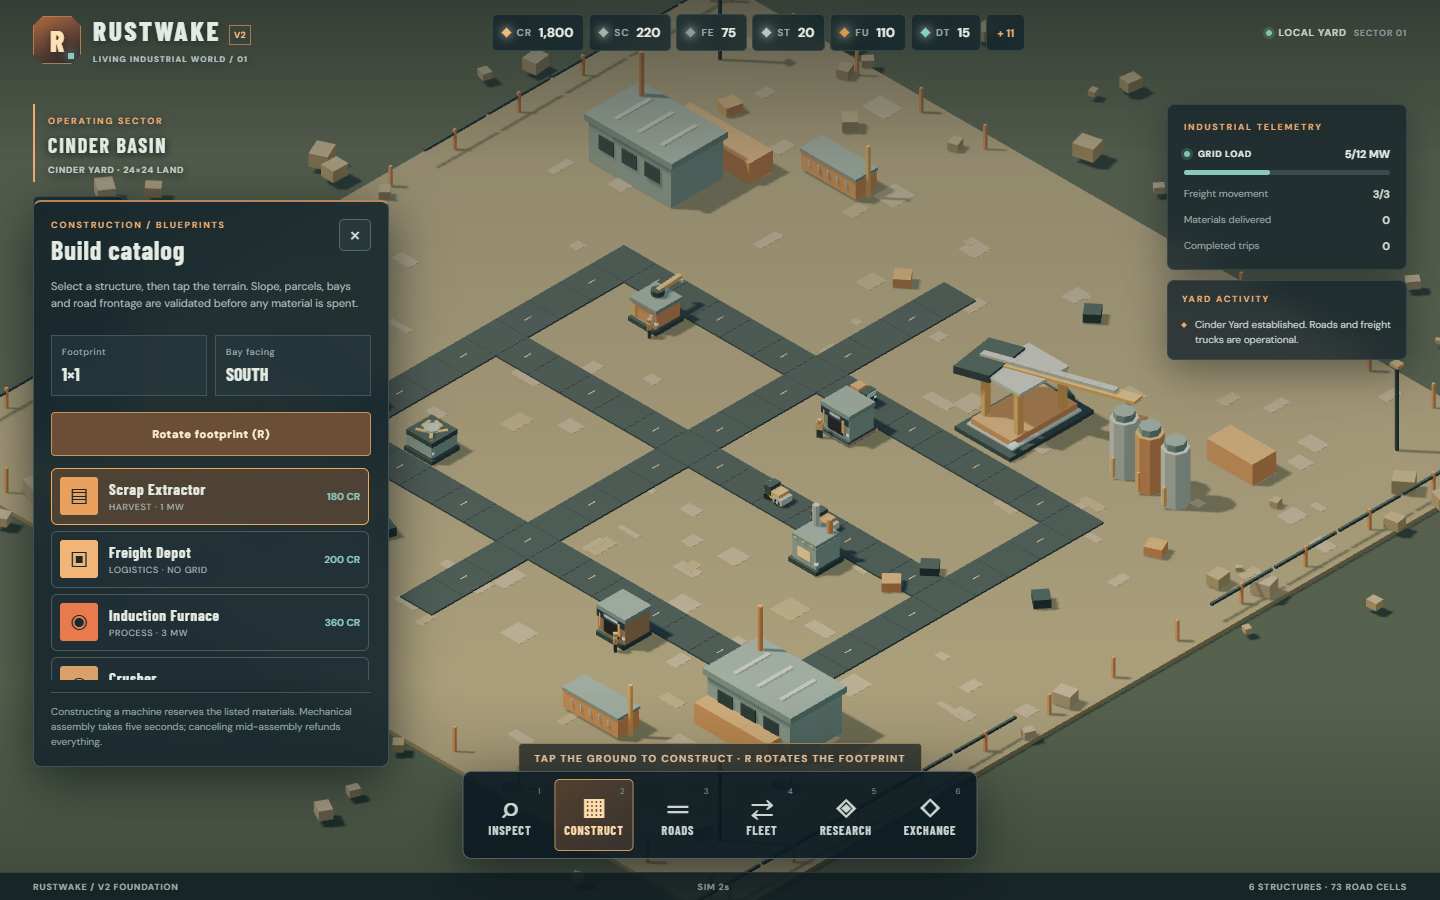 R
RUSTWAKE V2
LIVING INDUSTRIAL WORLD / 01
CR 1,800
SC 220
FE 75
ST 20
FU 110
DT 15
+11
LOCAL YARD SECTOR 01
OPERATING SECTOR
CINDER BASIN
CINDER YARD · 24×24 LAND
CONSTRUCTION / BLUEPRINTS
Build catalog
×
Select a structure, then tap the terrain. Slope, parcels, bays
and road frontage are validated before any material is spent.
Footprint
1×1
Bay facing
SOUTH
Rotate footprint (R)
Scrap Extractor
HARVEST · 1 MW
180 CR
Freight Depot
LOGISTICS · NO GRID
200 CR
Induction Furnace
PROCESS · 3 MW
360 CR
Crusher
Constructing a machine reserves the listed materials. Mechanical
assembly takes five seconds; canceling mid-assembly refunds
everything.
INDUSTRIAL TELEMETRY
GRID LOAD 5/12 MW
Freight movement 3/3
Materials delivered 0
Completed trips 0
YARD ACTIVITY
Cinder Yard established. Roads and freight
trucks are operational.
TAP THE GROUND TO CONSTRUCT · R ROTATES THE FOOTPRINT
1
INSPECT
2
CONSTRUCT
3
ROADS
4
FLEET
5
RESEARCH
6
EXCHANGE
RUSTWAKE / V2 FOUNDATION
SIM 2s
6 STRUCTURES · 73 ROAD CELLS